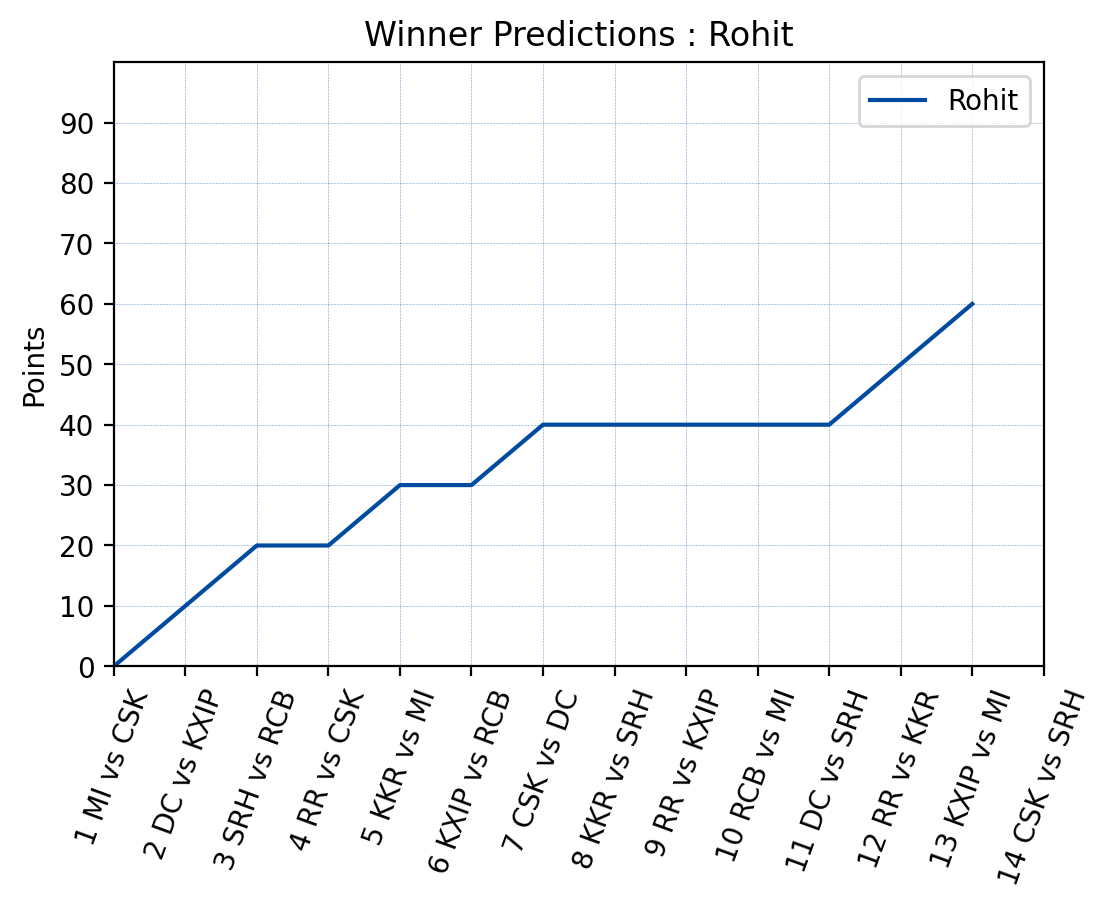 Winner Predictions : Rohit
Rohit
Points
90
80
70
60
50
40
30
20
10
0
1 MI vs CSK
2 DC vs KXIP
3 SRH vs RCB
4 RR vs CSK
5 KKR vs MI
6 KXIP vs RCB
7 CSK vs DC
8 KKR vs SRH
9 RR vs KXIP
10 RCB vs MI
11 DC vs SRH
12 RR vs KKR
13 KXIP vs MI
14 CSK vs SRH